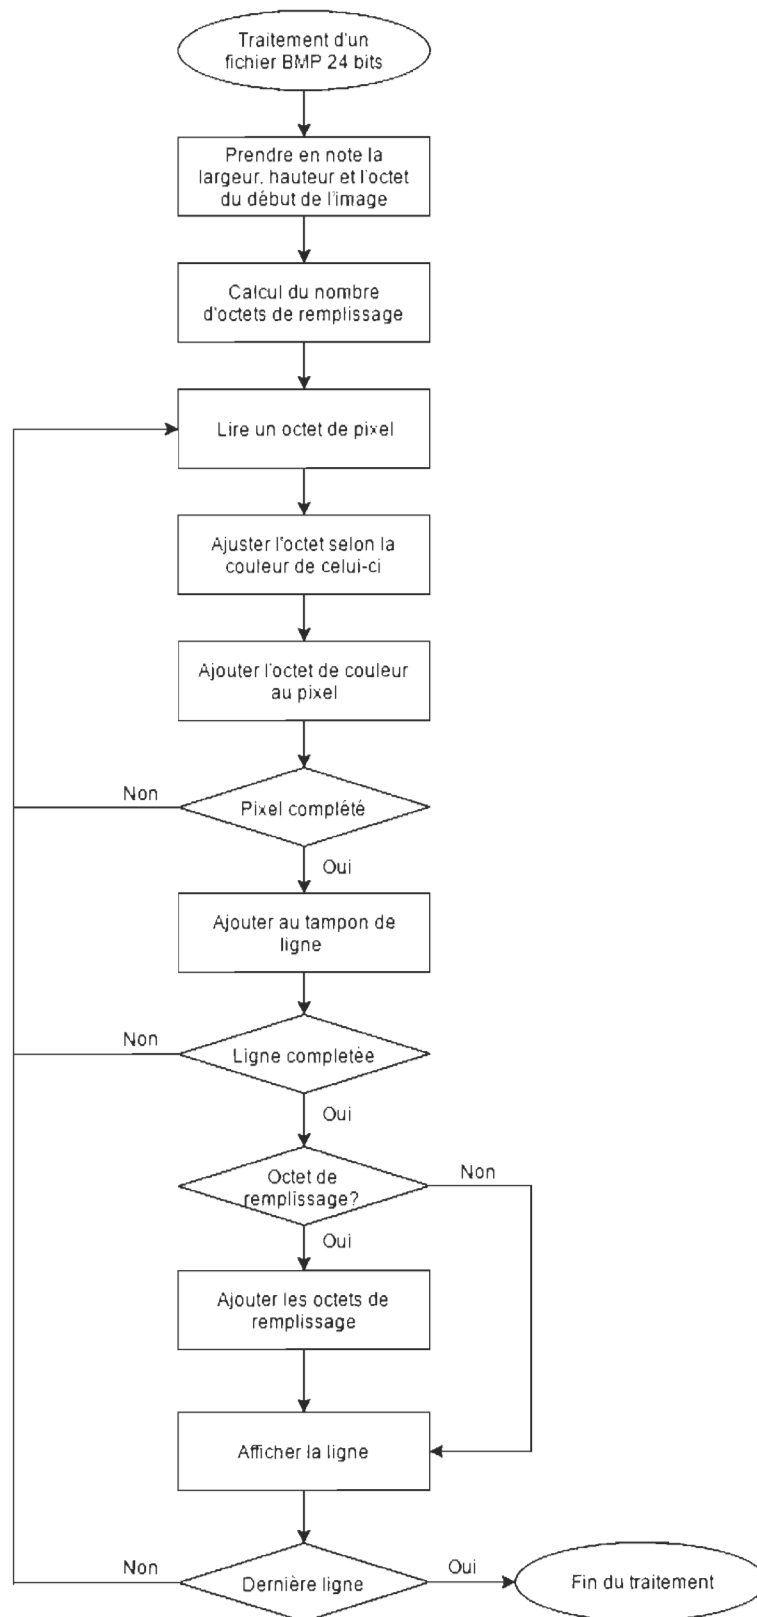 Traitement d'un
fichier BMP 24 bits
Prendre en note la
largeur, hauteur et l'octet
du début de l'image
Calcul du nombre
d'octets de remplissage
Lire un octet de pixel
Ajuster l'octet selon la
couleur de celui-ci
Ajouter l'octet de couleur
au pixel
Non
Pixel complété
Oui
Ajouter au tampon de
ligne
Non
Ligne completée
Oui
Octet de
remplissage?
Non
Oui
Ajouter les octets de
remplissage
Afficher la ligne
Non
Dernière ligne
Oui
Fin du traitement